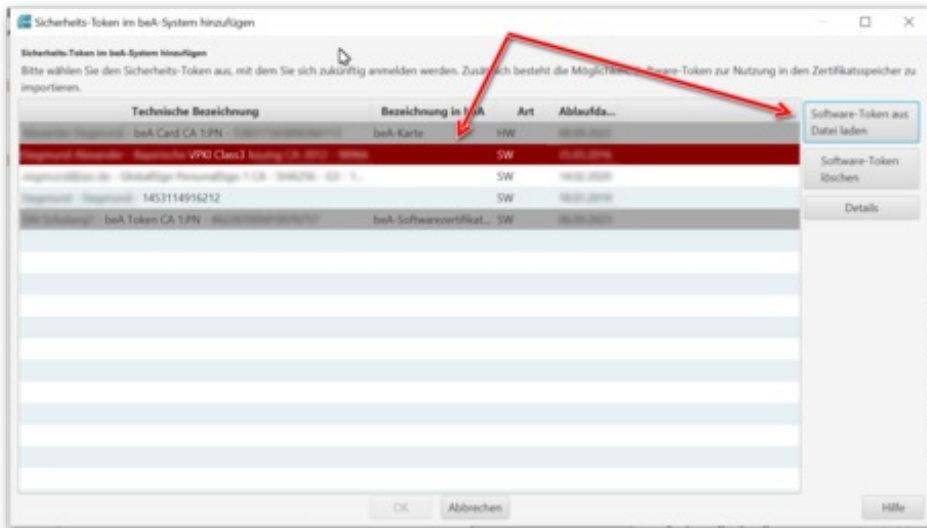 Sicherheits-Token im beA-System hinzufügen
Sicherheits-Token im beA-System hinzufügen
Bitte wählen Sie den Sicherheits-Token aus, mit dem Sie sich zukünftig anmelden werden. Zusätzlich besteht die Möglichkeit Software-Token zur Nutzung in den Zertifikatsspeicher zu
importieren.
Technische Bezeichnung Bezeichnung in beA Art Ablaufda...
beA Card CA 1:PN beA-Karte HW
VPKI Class3 SW
SW
1453114916212 SW
beA Token CA 1:PN beA-Softwarezertifikat... SW
Software-Token aus
Datei laden
Software-Token
löschen
Details
OK Abbrechen Hilfe